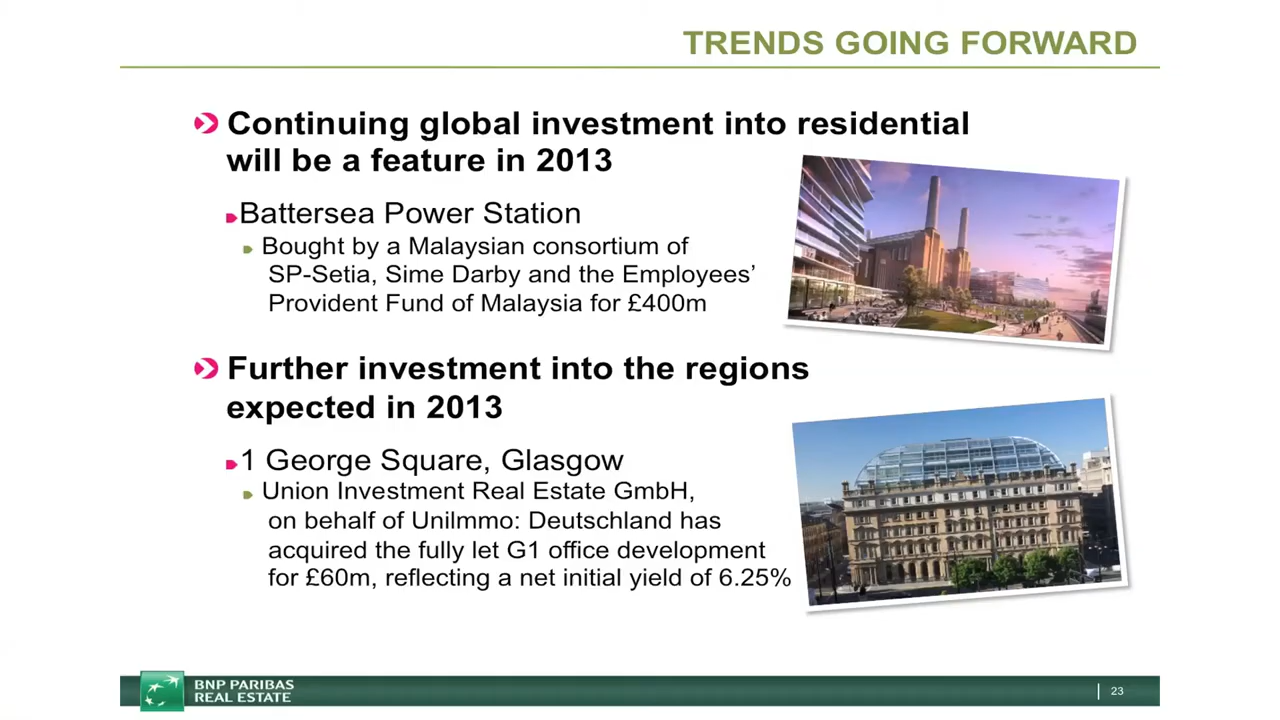 TRENDS GOING FORWARD
Continuing global investment into residential
will be a feature in 2013
Battersea Power Station
Bought by a Malaysian consortium of
SP-Setia, Sime Darby and the Employees’
Provident Fund of Malaysia for £400m
Further investment into the regions
expected in 2013
1 George Square, Glasgow
Union Investment Real Estate GmbH,
on behalf of UniImmo: Deutschland has
acquired the fully let G1 office development
for £60m, reflecting a net initial yield of 6.25%
BNP PARIBAS
REAL ESTATE
23